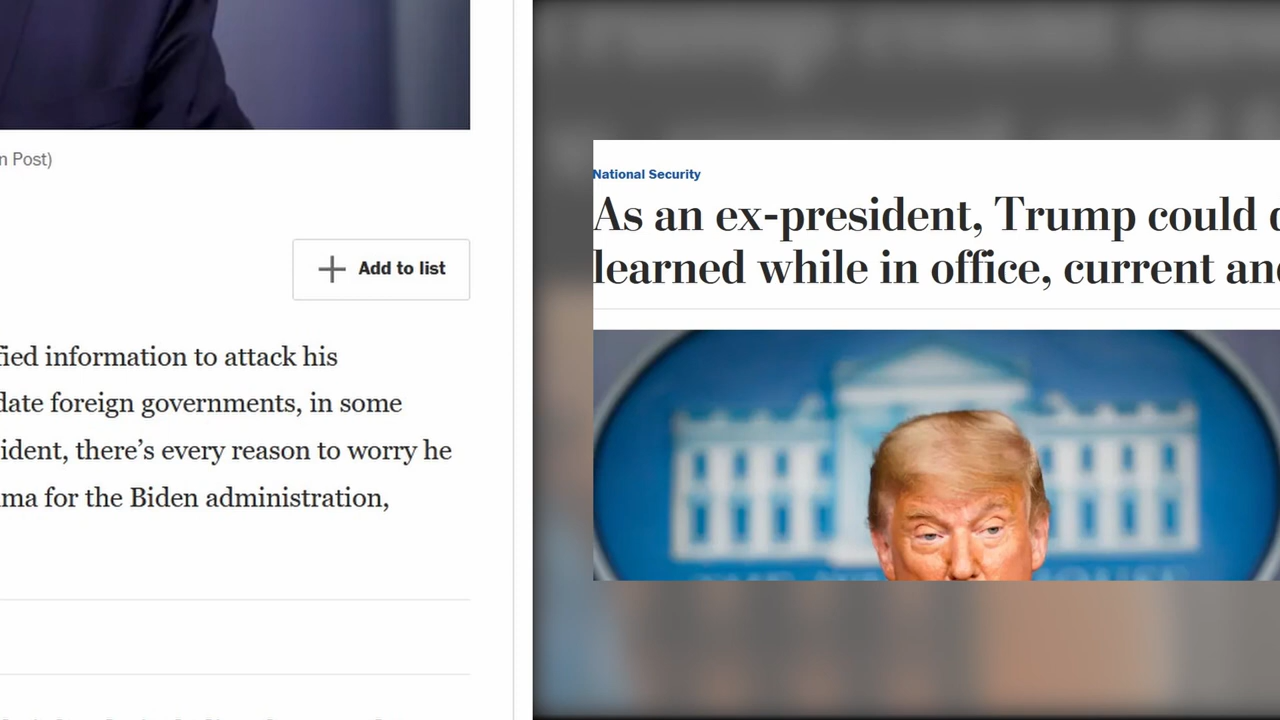 n Post)
Add to list
fied information to attack his
date foreign governments, in some
ident, there’s every reason to worry he
ma for the Biden administration,
National Security
As an ex-president, Trump could
learned while in office, current an